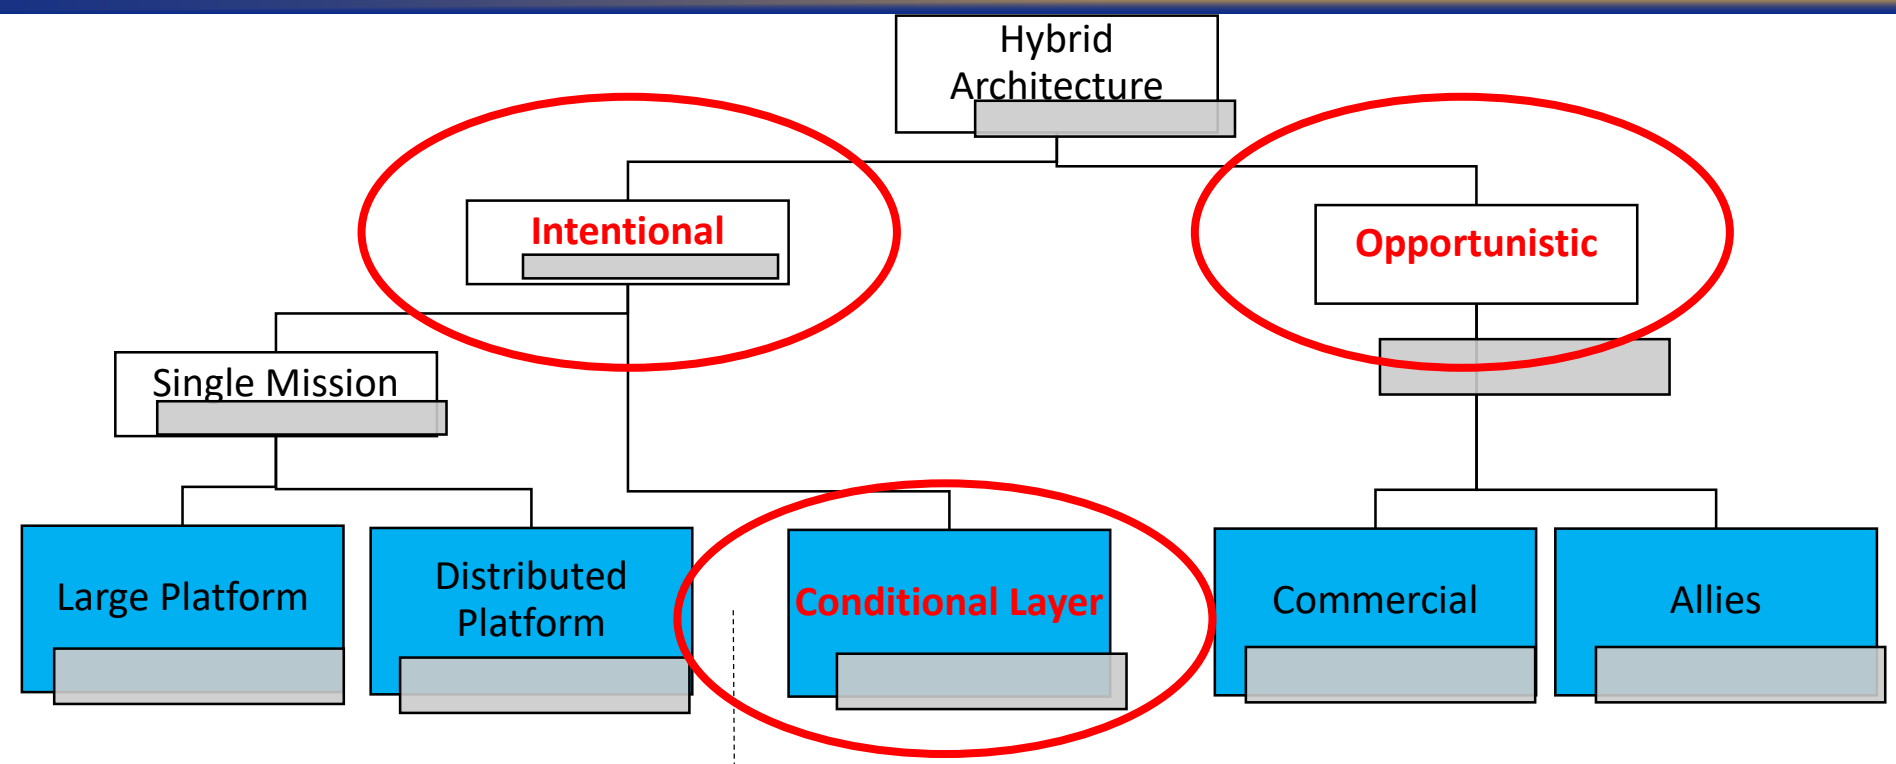 Hybrid
Architecture
Intentional
Opportunistic
Single Mission
Large Platform
Distributed
Platform
Conditional Layer
Commercial
Allies